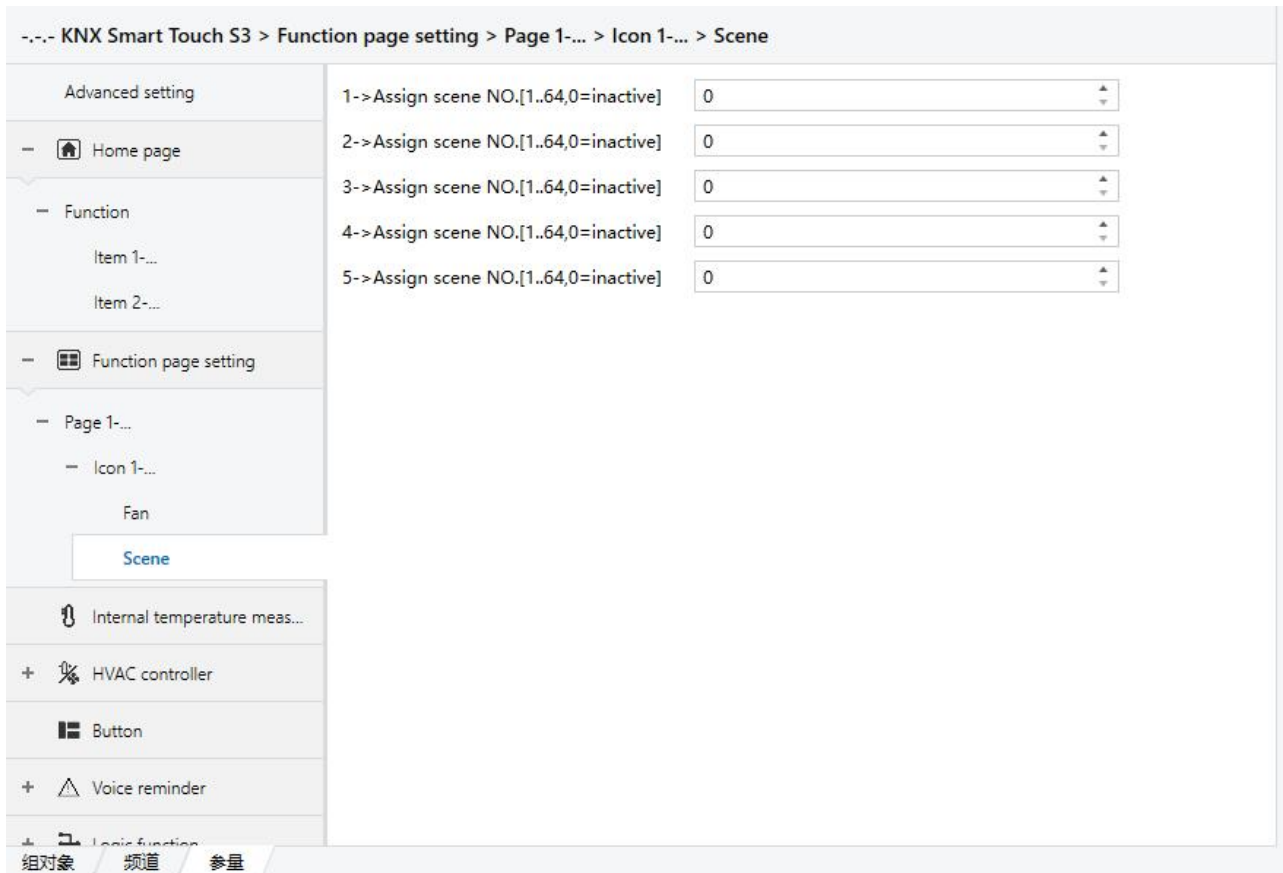 -.-.- KNX Smart Touch S3 > Function page setting > Page 1-... > Icon 1-... > Scene
Advanced setting
Home page
Function
Item 1-...
Item 2-...
Function page setting
Page 1-...
Icon 1-...
Fan
Scene
Internal temperature meas...
HVAC controller
Button
Voice reminder
Logic function
1->Assign scene NO.[1..64,0=inactive] 0
2->Assign scene NO.[1..64,0=inactive] 0
3->Assign scene NO.[1..64,0=inactive] 0
4->Assign scene NO.[1..64,0=inactive] 0
5->Assign scene NO.[1..64,0=inactive] 0
组对象 频道 参量